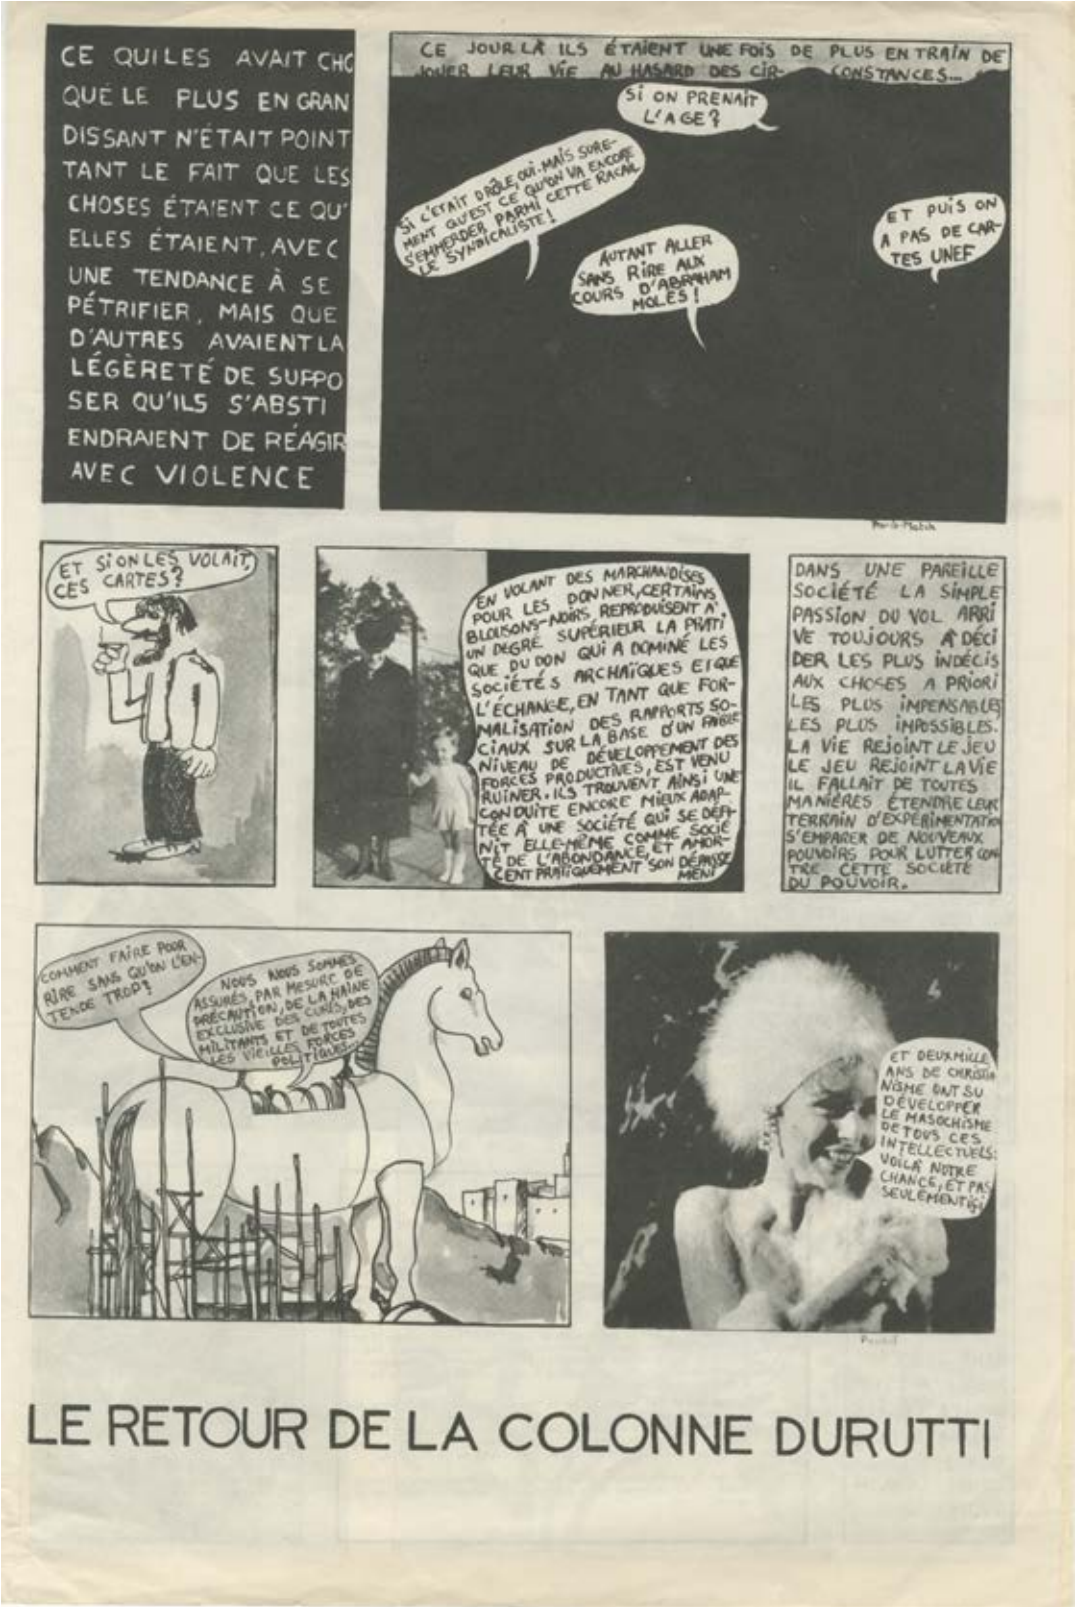 CE QUI LES AVAIT CHO
QUÉ LE PLUS EN GRAN
DISSANT N'ÉTAIT POINT
TANT LE FAIT QUE LES
CHOSES ÉTAIENT CE QU'
ELLES ÉTAIENT, AVEC
UNE TENDANCE À SE
PÉTRIFIER, MAIS QUE
D'AUTRES AVAIENT LA
LÉGÈRETÉ DE SUPPO
SER QU'ILS S'ABSTI
ENDRAIENT DE RÉAGIR
AVEC VIOLENCE
CE JOUR LÀ ILS ÉTAIENT UNE FOIS DE PLUS EN TRAIN DE
JOUER LEUR VIE AU HASARD DES CIR- CONSTANCES...
SI ON PRENAIT
L'AGE?
SI C'ÉTAIT DRÔLE, OUI. MAIS SURE-
MENT QU'EST CE QU'ON VA ENCORE
S'EMMERDER PARMI CETTE RACAIL
LE SYNDICALISTE!
AUTANT ALLER
SANS RIRE AUX
COURS D'ABRAHAM
MOLES!
ET PUIS ON
A PAS DE CAR-
TES UNEF
Paris-Match
ET SI ON LES VOLAIT,
CES CARTES?
EN VOLANT DES MARCHANDISES
POUR LES DONNER, CERTAINS
BLOUSONS-NOIRS, REPRODUISENT À
UN DEGRÉ SUPÉRIEUR LA PRATI
QUE DU DON QUI A DOMINÉ LES
SOCIÉTÉS ARCHAÏQUES ET QUE
L'ÉCHANGE, EN TANT QUE FOR-
MALISATION DES RAPPORTS SO-
CIAUX SUR LA BASE D'UN FAIBLE
NIVEAU DE DÉVELOPPEMENT DES
FORCES PRODUCTIVES, EST VENU
RUINER. ILS TROUVENT AINSI UNE
CONDUITE ENCORE MIEUX ADAP-
TÉE À UNE SOCIÉTÉ QUI SE DÉFI-
NIT ELLE-MÊME COMME SOCIÉ
TÉ DE L'ABONDANCE, ET AMOR-
CENT PRATIQUEMENT SON DÉPASSE
MENT
DANS UNE PAREILLE
SOCIÉTÉ LA SIMPLE
PASSION DU VOL ARRI
VE TOUJOURS À DÉCI
DER LES PLUS INDÉCIS
AUX CHOSES A PRIORI
LES PLUS IMPENSABLES
LES PLUS IMPOSSIBLES.
LA VIE REJOINT LE JEU
LE JEU REJOINT LA VIE
IL FALLAIT DE TOUTES
MANIÈRES ÉTENDRE LEUR
TERRAIN D'EXPÉRIMENTATION
S'EMPARER DE NOUVEAUX
POUVOIRS POUR LUTTER CON
TRE CETTE SOCIÉTÉ
DU POUVOIR.
COMMENT FAIRE POUR
RIRE SANS QU'ON L'EN-
TENDE TROP?
NOUS NOUS SOMMES
ASSURÉS, PAR MESURE DE
PRÉCAUTION, DE LA HAINE
EXCLUSIVE DES CURÉS, DES
MILITANTS ET DE TOUTES
LES VIEILLES FORCES
POLITIQUES...
ET DEUX MILLE
ANS DE CHRISTIA
NISME ONT SU
DÉVELOPPER
LE MASOCHISME
DE TOUS CES
INTELLECTUELS:
VOILÀ NOTRE
CHANCE, ET PAS
SEULEMENT ICI
LE RETOUR DE LA COLONNE DURUTTI